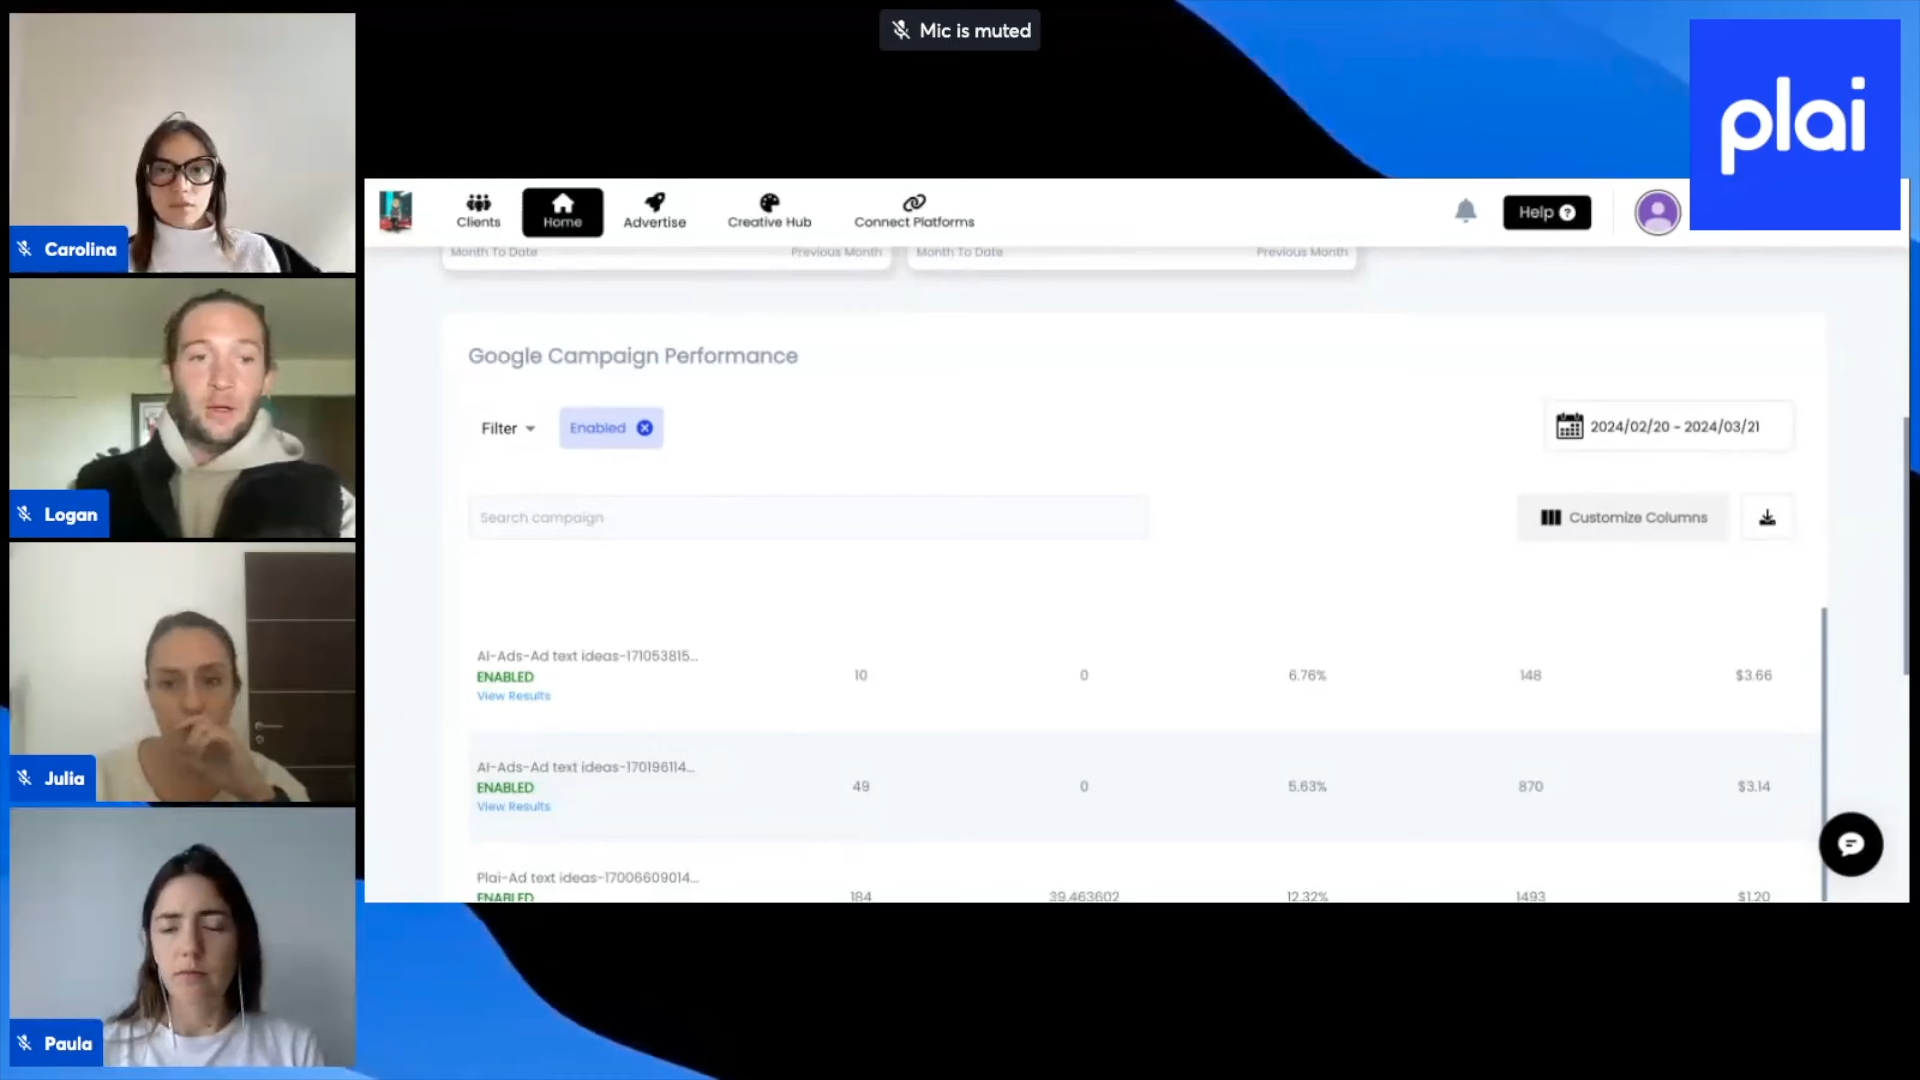 Mic is muted
plai
Carolina
Logan
Julia
Paula
Clients
Home
Advertise
Creative Hub
Connect Platforms
Help ?
Month To Date
Previous Month
Month To Date
Previous Month
Google Campaign Performance
Filter
Enabled
2024/02/20 - 2024/03/21
Search campaign
Customize Columns
AI-Ads-Ad text ideas-171053815...
ENABLED
View Results
10
0
6.76%
148
$3.66
AI-Ads-Ad text ideas-170196114...
ENABLED
View Results
49
0
5.63%
870
$3.14
Plai-Ad text ideas-17006609014...
ENABLED
184
39.463602
12.32%
1493
$1.20